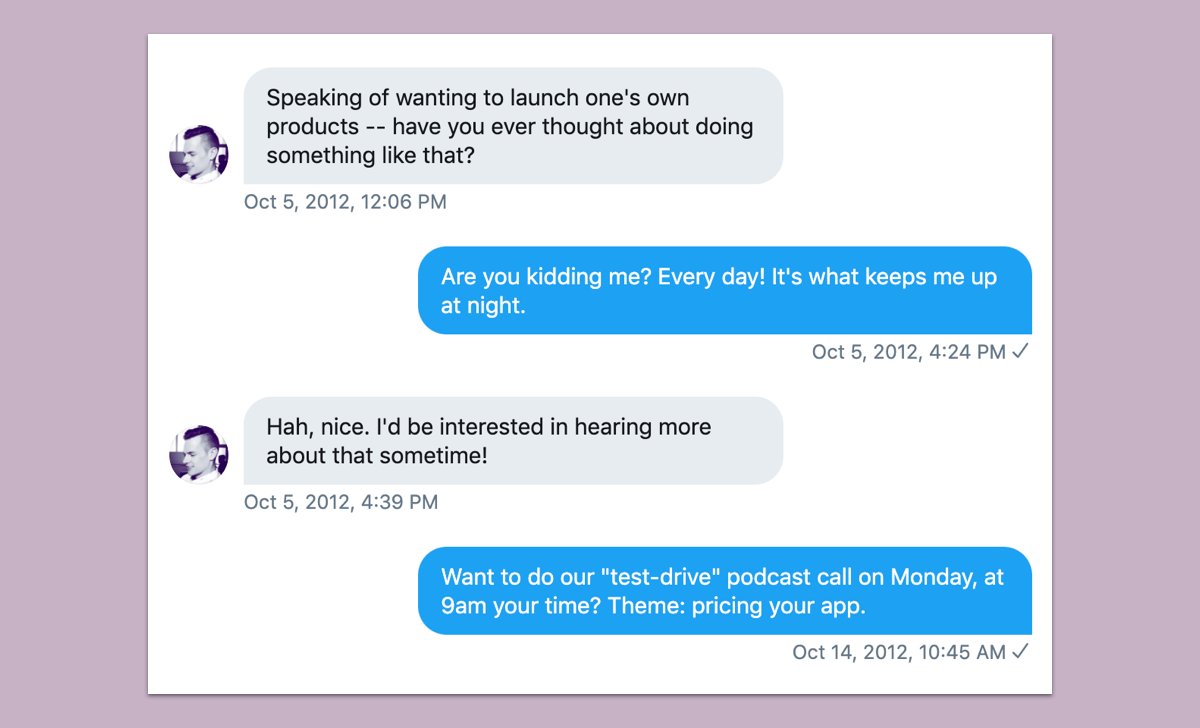 Speaking of wanting to launch one's own
products -- have you ever thought about doing
something like that?
Oct 5, 2012, 12:06 PM
Are you kidding me? Every day! It's what keeps me up
at night.
Oct 5, 2012, 4:24 PM ✓
Hah, nice. I'd be interested in hearing more
about that sometime!
Oct 5, 2012, 4:39 PM
Want to do our "test-drive" podcast call on Monday, at
9am your time? Theme: pricing your app.
Oct 14, 2012, 10:45 AM ✓